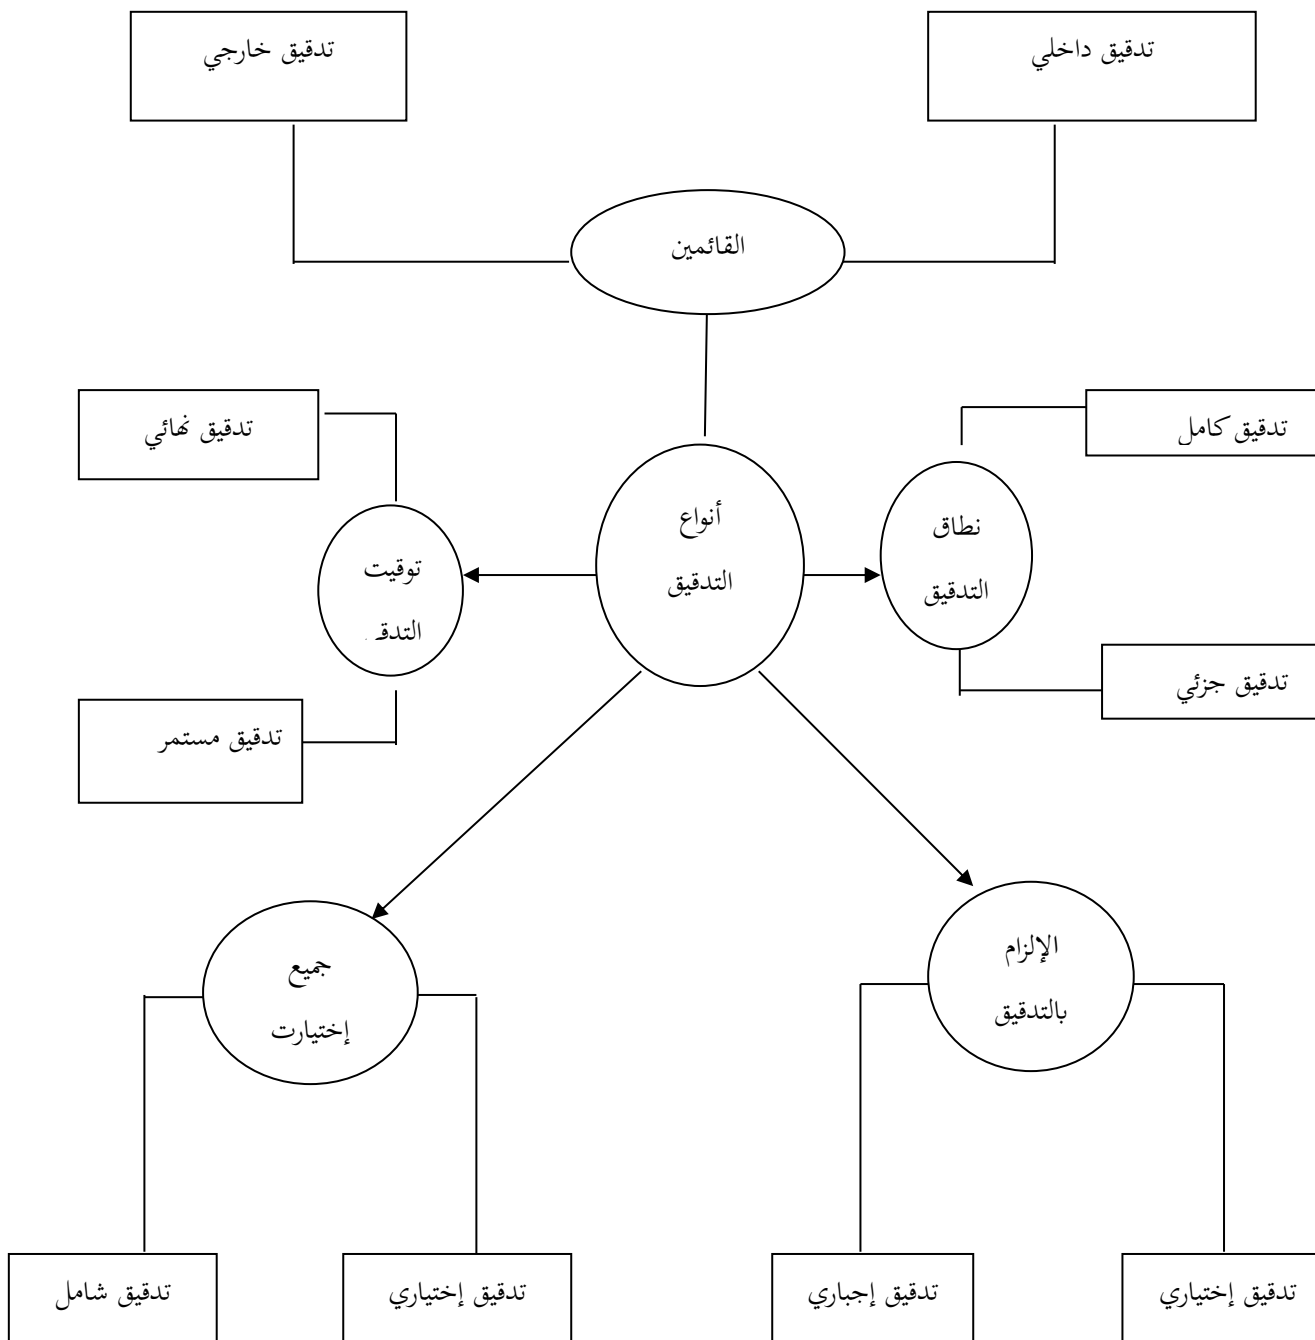 تدقيق داخلي
تدقيق خارجي
القائمين
تدقيق كامل
تدقيق نهائي
أنواع
التدقيق
نطاق
التدقيق
توقيت
التدقـ
تدقيق جزئي
تدقيق مستمر
الإلزام
بالتدقيق
جميع
إختيارت
تدقيق إختياري
تدقيق إجباري
تدقيق إختياري
تدقيق شامل